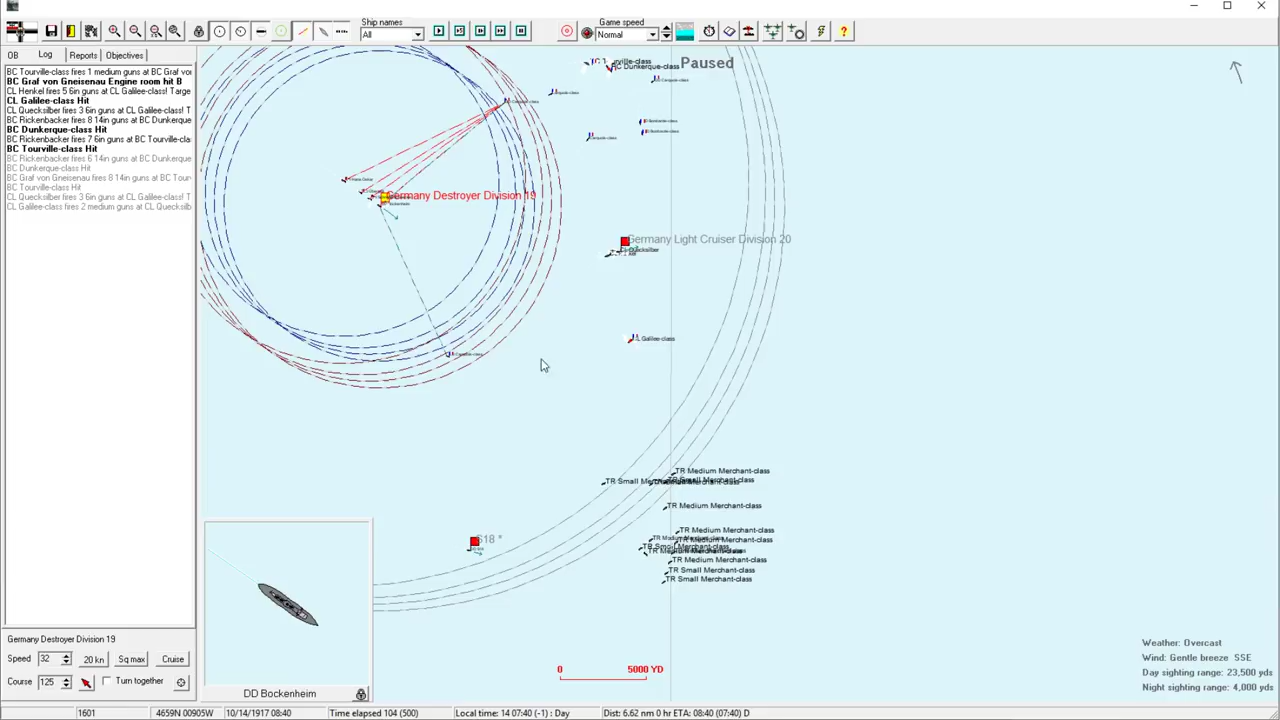 Ship names
All
Game speed
Normal
OB Log Reports Objectives
BC Tourville-class fires 1 medium guns at BC Graf vor
BC Graf von Gneisenau Engine room hit B
CL Henkel fires 5 6in guns at CL Galilee-class! Targe
CL Galilee-class Hit
CL Quecksilber fires 3 6in guns at CL Galilee-class! T
BC Rickenbacker fires 8 14in guns at BC Dunkerque
BC Dunkerque-class Hit
BC Rickenbacker fires 7 6in guns at BC Tourville-cla
BC Tourville-class Hit
BC Rickenbacker fires 6 14in guns at BC Dunkerque
BC Dunkerque-class Hit
BC Graf von Gneisenau fires 8 14in guns at BC Tour
BC Tourville-class Hit
CL Quecksilber fires 3 6in guns at CL Galilee-class! T
CL Galilee-class fires 2 medium guns at CL Quecksilb
BC Dunkerque-class
Paused
Germany Destroyer Division 19
Germany Light Cruiser Division 20
Galilee-class
TR Medium Merchant-class
TR Medium Merchant-class
TR Medium Merchant-class
TR Medium Merchant-class
TR Small Merchant-class
TR Small Merchant-class
S18 *
0 5000 YD
Weather: Overcast
Wind: Gentle breeze SSE
Day sighting range: 23,500 yds
Night sighting range: 4,000 yds
Germany Destroyer Division 19
Speed 32 20 kn Sq max Cruise
Course 125 Turn together
DD Bockenheim
1601 4659N 00905W 10/14/1917 08:40 Time elapsed 104 (500) Local time: 14 07:40 (-1) : Day Dist: 6.62 nm 0 hr ETA: 08:40 (07:40) D